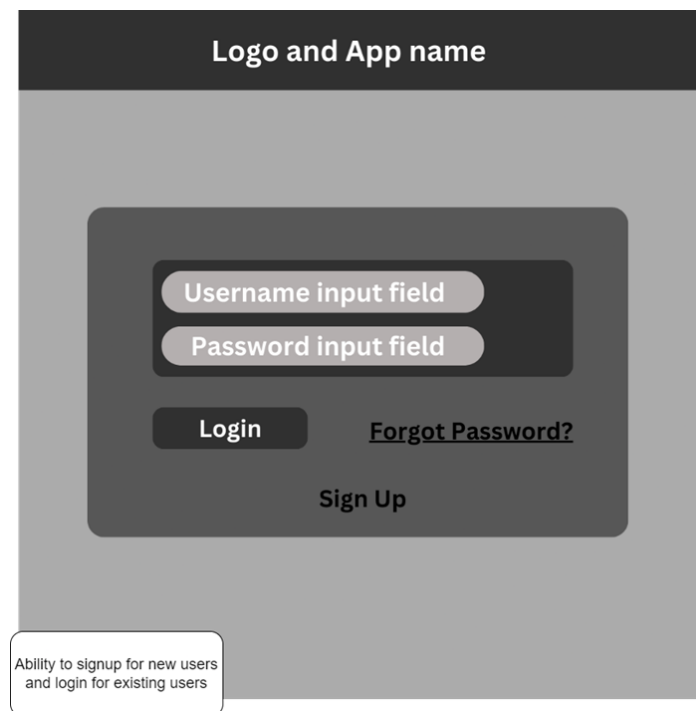 Logo and App name
Username input field
Password input field
Login
Forgot Password?
Sign Up
Ability to signup for new users
and login for existing users